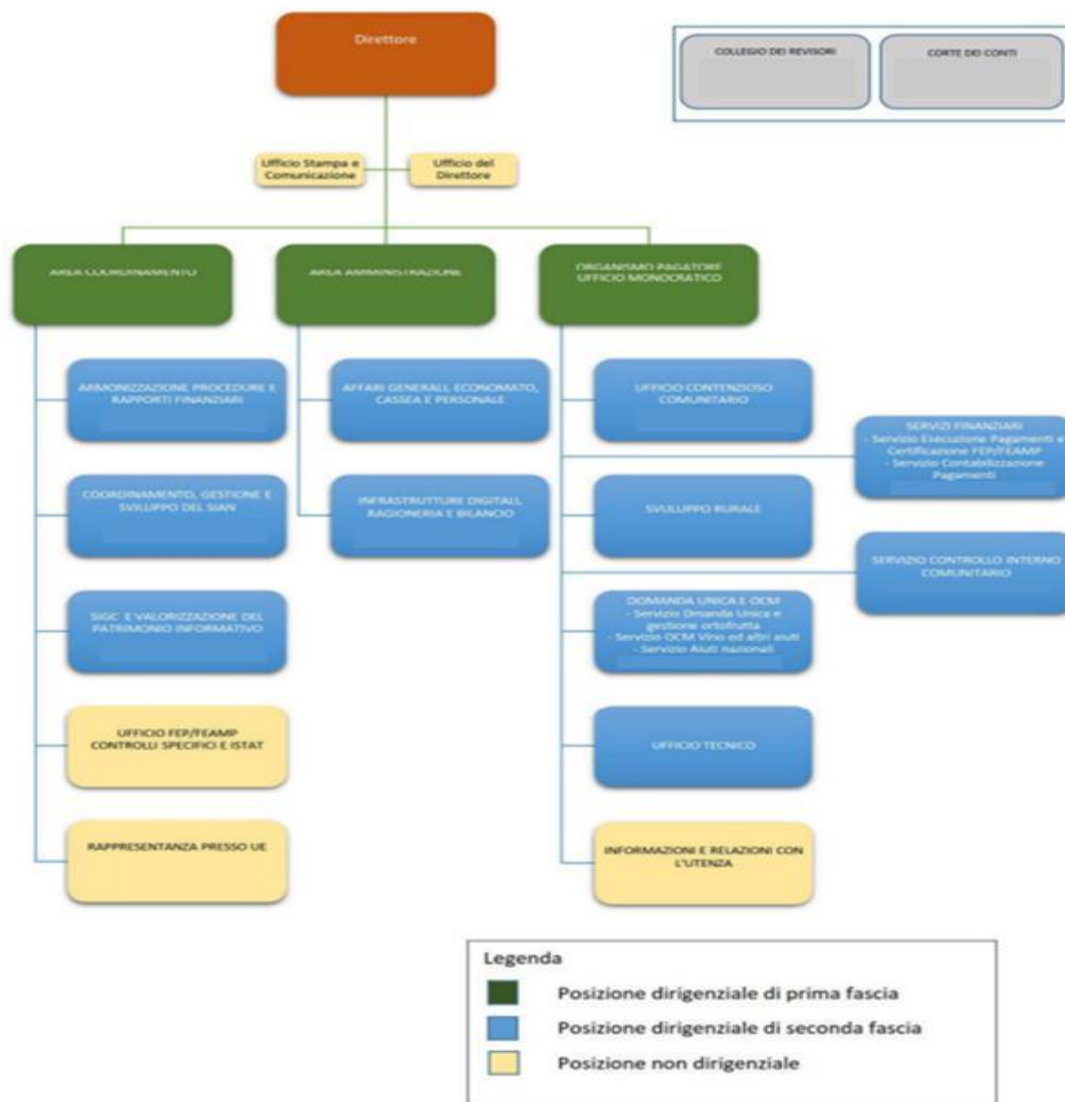 Direttore
COLLEGIO DEI REVISORI
CORTE DEI CONTI
Ufficio Stampa e
Comunicazione
Ufficio del
Direttore
AREA COORDINAMENTO
AREA AMMINISTRAZIONE
ORGANISMO PAGATORE
UFFICIO MONOCRATICO
ARMONIZZAZIONE PROCEDURE E
RAPPORTI FINANZIARI
AFFARI GENERALI, ECONOMATO,
CASSEA E PERSONALE
UFFICIO CONTENZIOSO
COMUNITARIO
SERVIZI FINANZIARI
- Servizio Esecuzione Pagamenti e
Certificazione FEP/FEAMP
- Servizio Contabilizzazione
Pagamenti
COORDINAMENTO, GESTIONE E
SVILUPPO DEL SIAN
INFRASTRUTTURE DIGITALI,
RAGIONERIA E BILANCIO
SVULUPPO RURALE
SERVIZIO CONTROLLO INTERNO
COMUNITARIO
SIGC E VALORIZZAZIONE DEL
PATRIMONIO INFORMATIVO
DOMANDA UNICA E OCM
- Servizio Dmanda Unica e
gestione ortofrutta
- Servizio OCM Vino ed altri aiuti
- Servizio Aiuti nazionali
UFFICIO FEP/FEAMP
CONTROLLI SPECIFICI E ISTAT
UFFICIO TECNICO
RAPPRESENTANZA PRESSO UE
INFORMAZIONI E RELAZIONI CON
L'UTENZA
Legenda
Posizione dirigenziale di prima fascia
Posizione dirigenziale di seconda fascia
Posizione non dirigenziale